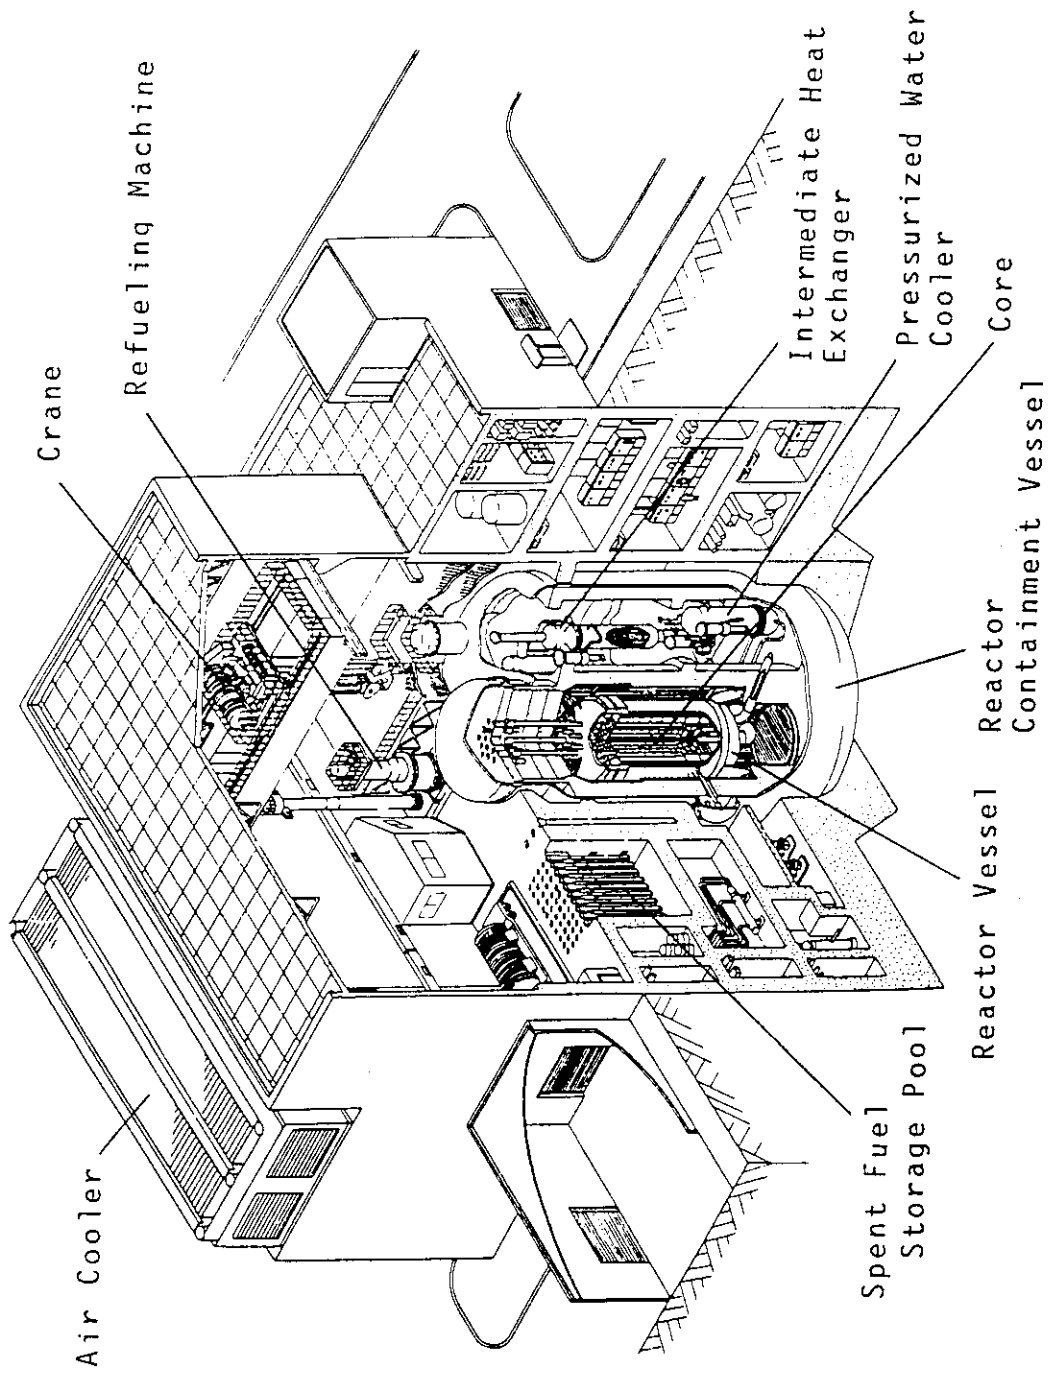 Air Cooler
Crane
Refueling Machine
Intermediate Heat
Exchanger
Pressurized Water
Cooler
Core
Reactor
Containment Vessel
Reactor Vessel
Spent Fuel
Storage Pool